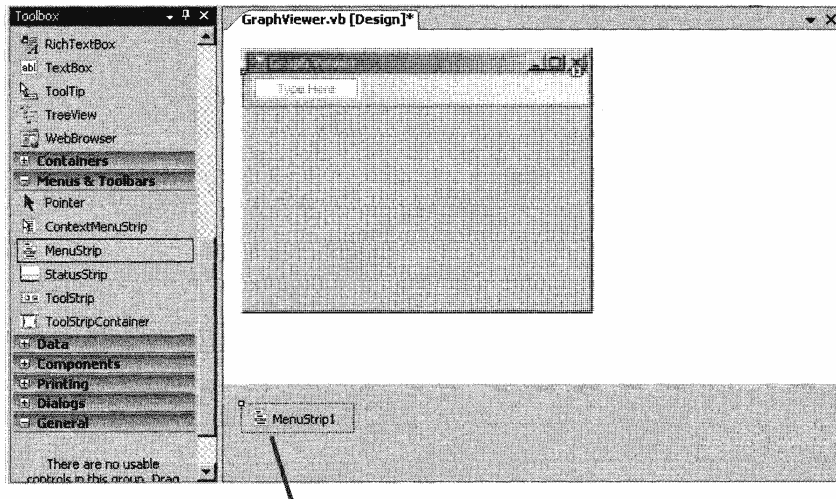 Toolbox
RichTextBox
abl TextBox
ToolTip
TreeView
WebBrowser
Containers
Menus & Toolbars
Pointer
ContextMenuStrip
MenuStrip
StatusStrip
ToolStrip
ToolStripContainer
Data
Components
Printing
Dialogs
General
There are no usable
controls in this group. Drag
GraphViewer.vb [Design]*
Type Here
MenuStrip1